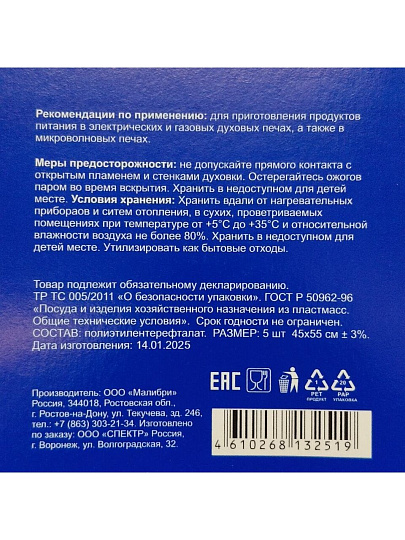 Рекомендации по применению: для приготовления продуктов
питания в электрических и газовых духовых печах, а также в
микроволновых печах.
Меры предосторожности: не допускайте прямого контакта с
открытым пламенем и стенками духовки. Остерегайтесь ожогов
паром во время вскрытия. Хранить в недоступном для детей
месте. Условия хранения: Хранить вдали от нагревательных
прибораов и ситем отопления, в сухих, проветриваемых
помещениях при температуре от +5°С до +35°С и относительной
влажности воздуха не более 80%. Хранить в недоступном для
детей месте. Утилизировать как бытовые отходы.
Товар подлежит обязательному декларированию.
ТР ТС 005/2011 «О безопасности упаковки». ГОСТ Р 50962-96
«Посуда и изделия хозяйственного назначения из пластмасс.
Общие технические условия». Срок годности не ограничен.
СОСТАВ: полиэтилентерефталат. РАЗМЕР: 5 шт 45х55 см ± 3%.
Дата изготовления: 14.01.2025
Производитель: ООО «Малибри»
Россия, 344018, Ростовская обл.,
г. Ростов-на-Дону, ул. Текучева, зд. 246,
тел.: +7 (863) 303-21-34. Изготовлено
по заказу: ООО «СПЕКТР» Россия,
г. Воронеж, ул. Волгоградская, 32.
EAC
1
PET
ПРОДУКТ
20
PAP
УПАКОВКА
4 610268 132519